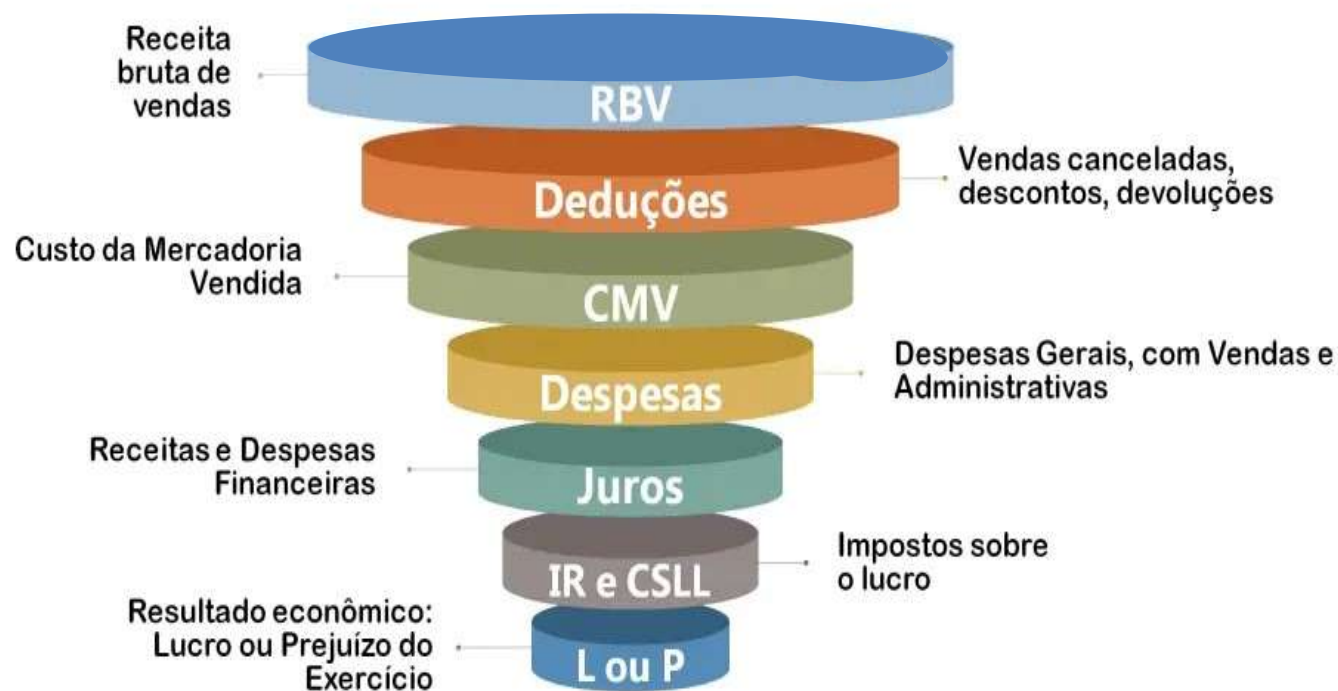 Receita
bruta de
vendas
RBV
Deduções
Vendas canceladas,
descontos, devoluções
Custo da Mercadoria
Vendida
CMV
Despesas
Despesas Gerais, com Vendas e
Administrativas
Receitas e Despesas
Financeiras
Juros
IR e CSLL
Impostos sobre
o lucro
Resultado econômico:
Lucro ou Prejuízo do
Exercício
L ou P